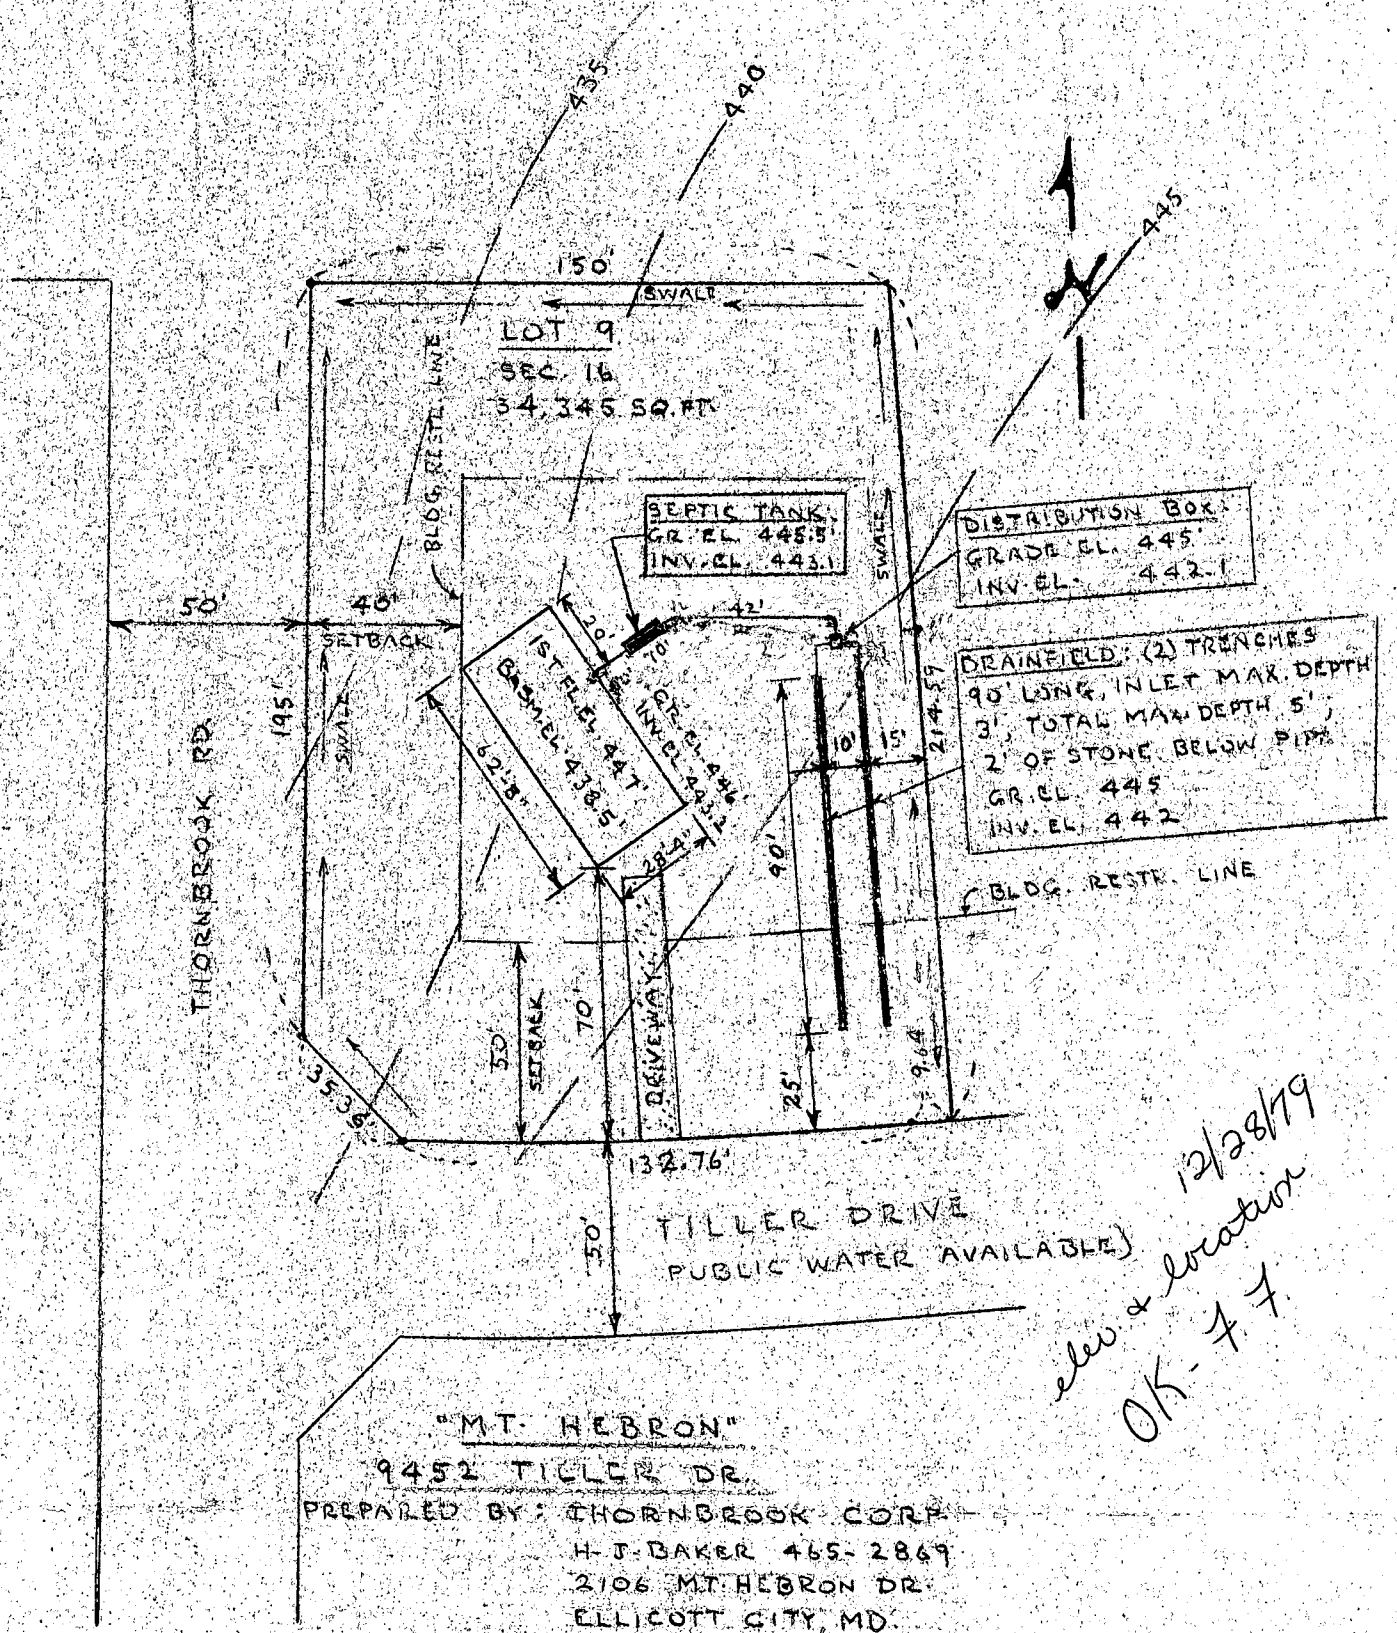 435
440
445
150'
SWALE
LOT 9
SEC. 16
34,345 SQ.FT.
BLDG. RESTR. LINE
SEPTIC TANK:
GR. EL. 445.5'
INV. EL. 443.1
SWALE
DISTRIBUTION BOX:
GRADE EL. 445'
INV. EL. 442.1
50'
40'
SETBACK
20'
10'
42'
1ST FL. EL. 447'
BASM. EL. 438.5'
GR. EL. 446'
INV. EL. 443.2
DRAINFIELD: (2) TRENCHES
90' LONG, INLET MAX. DEPTH
3', TOTAL MAX. DEPTH 5';
2' OF STONE BELOW PIPE
GR. EL. 445
INV. EL. 442
195'
SWALE
THORNBROOK RD.
62'8"
28'4"
10'
15'
214.59
90'
BLDG. RESTR. LINE
50'
SETBACK
70'
DRIVEWAY
25'
9.64
35.36'
132.76'
50'
TILLER DRIVE
PUBLIC WATER AVAILABLE)
12/28/79
elev. & location
OK - F.F.
"MT. HEBRON"
9452 TILLER DR.
PREPARED BY: THORNBROOK CORP.
H. J. BAKER 465-2869
2106 MT. HEBRON DR.
ELLICOTT CITY, MD.